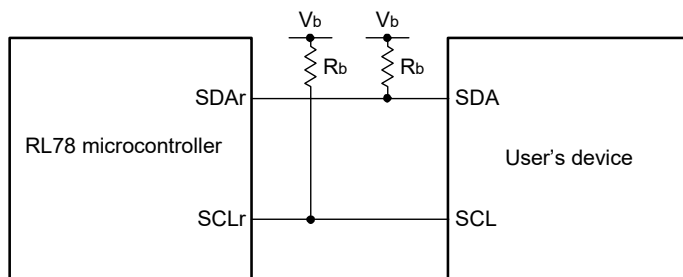 Vb Vb
Rb Rb
SDAr SDA
RL78 microcontroller User's device
SCLr SCL